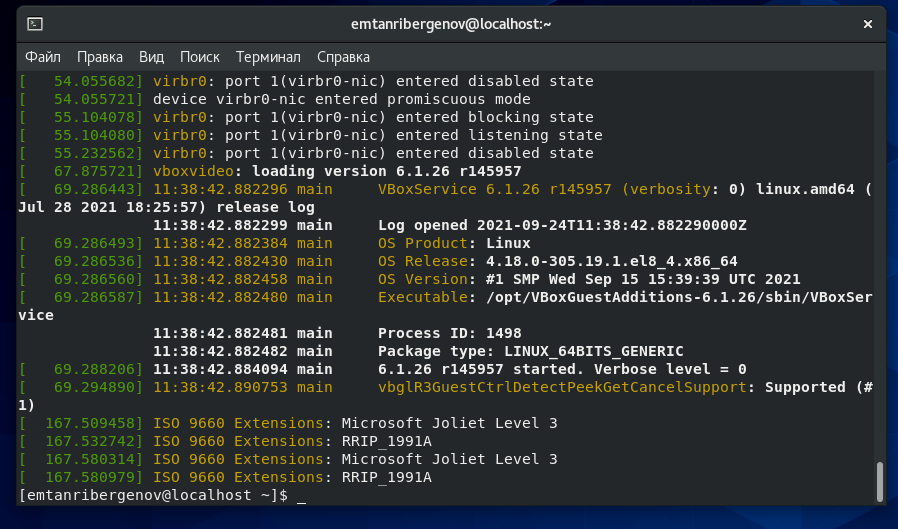 emtanribergenov@localhost:~
Файл Правка Вид Поиск Терминал Справка
[   54.055682] virbr0: port 1(virbr0-nic) entered disabled state
[   54.055721] device virbr0-nic entered promiscuous mode
[   55.104078] virbr0: port 1(virbr0-nic) entered blocking state
[   55.104080] virbr0: port 1(virbr0-nic) entered listening state
[   55.232562] virbr0: port 1(virbr0-nic) entered disabled state
[   67.875721] vboxvideo: loading version 6.1.26 r145957
[   69.286443] 11:38:42.882296 main     VBoxService 6.1.26 r145957 (verbosity: 0) linux.amd64 (
Jul 28 2021 18:25:57) release log
               11:38:42.882299 main     Log opened 2021-09-24T11:38:42.882290000Z
[   69.286493] 11:38:42.882384 main     OS Product: Linux
[   69.286536] 11:38:42.882430 main     OS Release: 4.18.0-305.19.1.el8_4.x86_64
[   69.286560] 11:38:42.882458 main     OS Version: #1 SMP Wed Sep 15 15:39:39 UTC 2021
[   69.286587] 11:38:42.882480 main     Executable: /opt/VBoxGuestAdditions-6.1.26/sbin/VBoxSer
vice
               11:38:42.882481 main     Process ID: 1498
               11:38:42.882482 main     Package type: LINUX_64BITS_GENERIC
[   69.288206] 11:38:42.884094 main     6.1.26 r145957 started. Verbose level = 0
[   69.294890] 11:38:42.890753 main     vbglR3GuestCtrlDetectPeekGetCancelSupport: Supported (#
1)
[  167.509458] ISO 9660 Extensions: Microsoft Joliet Level 3
[  167.532742] ISO 9660 Extensions: RRIP_1991A
[  167.580314] ISO 9660 Extensions: Microsoft Joliet Level 3
[  167.580979] ISO 9660 Extensions: RRIP_1991A
[emtanribergenov@localhost ~]$ _